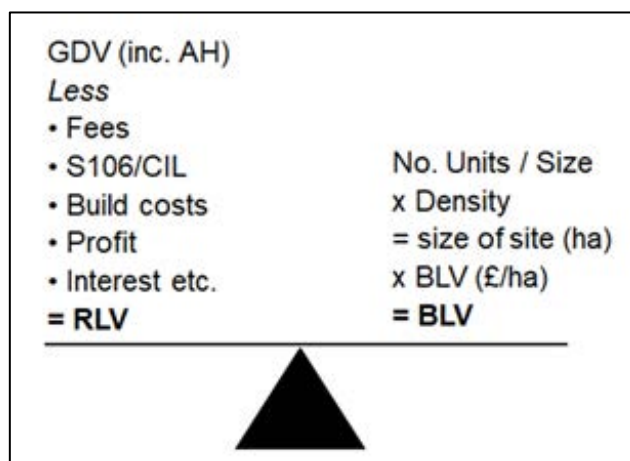 GDV (inc. AH)
Less
• Fees
• S106/CIL
• Build costs
• Profit
• Interest etc.
= RLV
No. Units / Size
x Density
= size of site (ha)
x BLV (£/ha)
= BLV